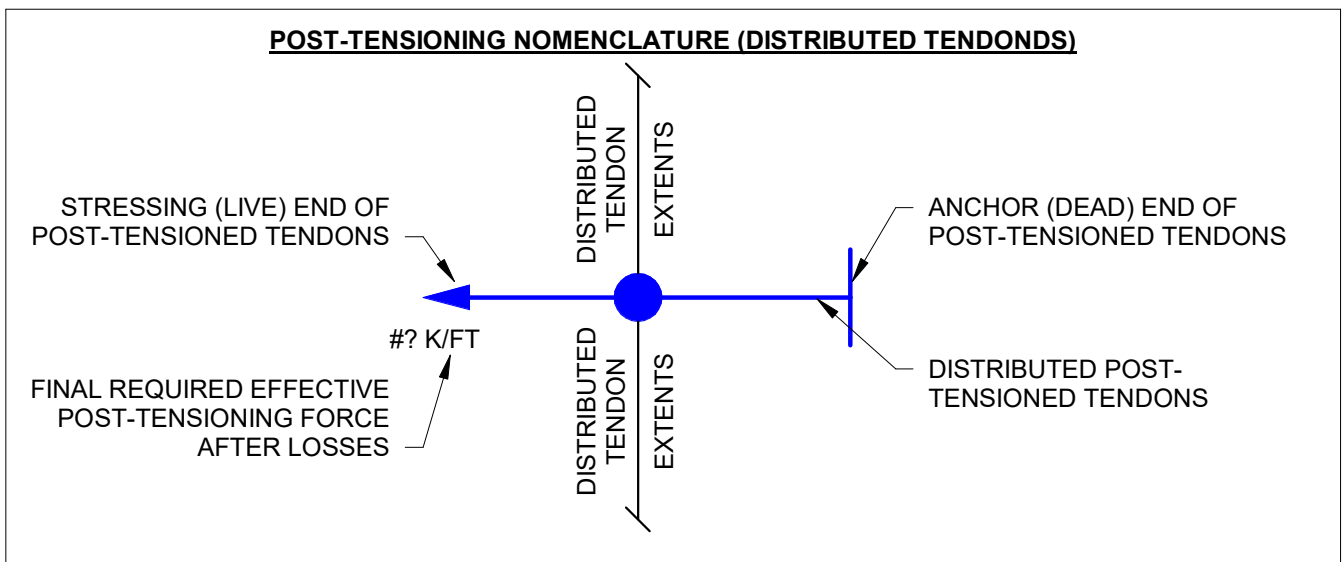 POST-TENSIONING NOMENCLATURE (DISTRIBUTED TENDONDS)
DISTRIBUTED
TENDON
EXTENTS
STRESSING (LIVE) END OF
POST-TENSIONED TENDONS
ANCHOR (DEAD) END OF
POST-TENSIONED TENDONS
#? K/FT
FINAL REQUIRED EFFECTIVE
POST-TENSIONING FORCE
AFTER LOSSES
DISTRIBUTED
TENDON
EXTENTS
DISTRIBUTED POST-
TENSIONED TENDONS